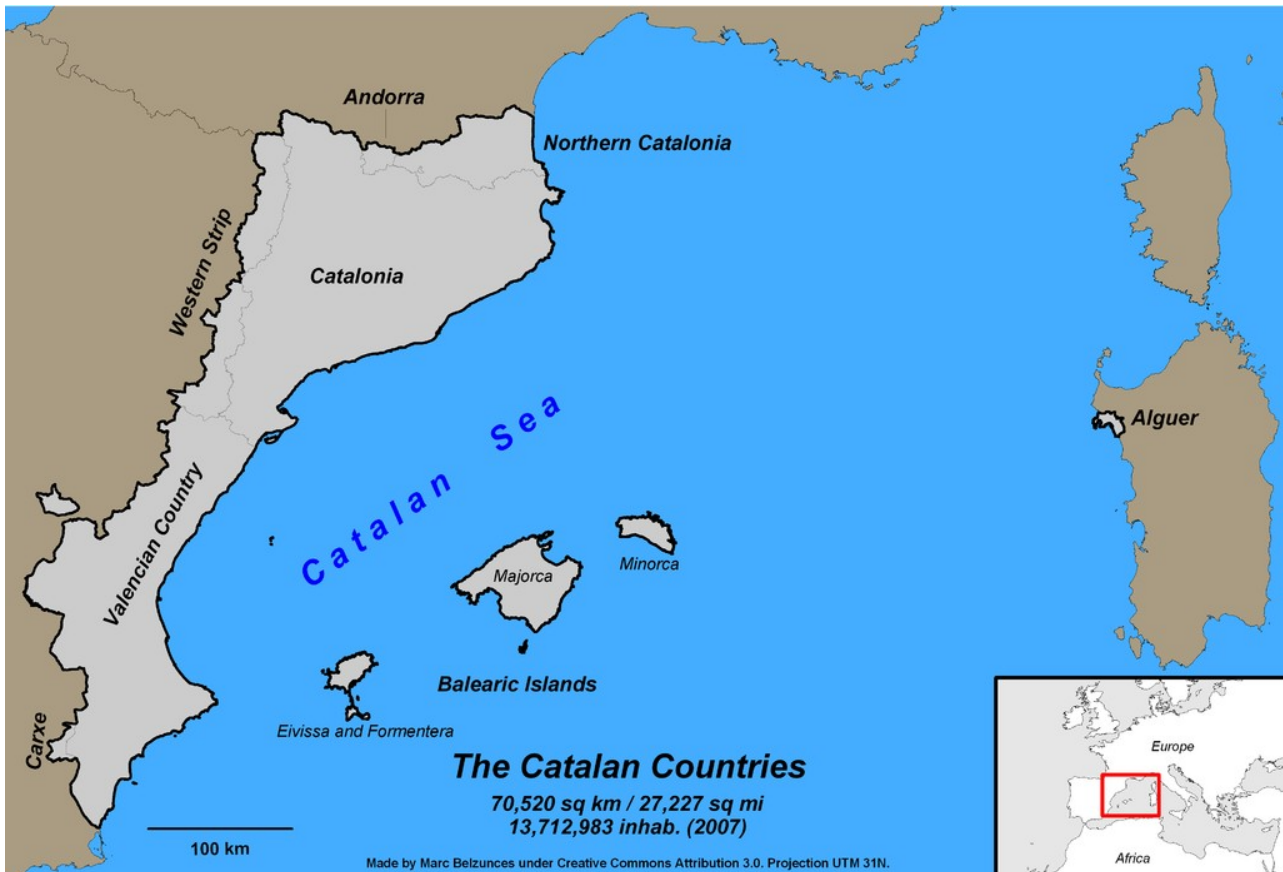 Andorra
Northern Catalonia
Western Strip
Catalonia
Alguer
Catalan Sea
Valencian Country
Minorca
Majorca
Balearic Islands
Eivissa and Formentera
Carxe
The Catalan Countries
70,520 sq km / 27,227 sq mi
13,712,983 inhab. (2007)
100 km
Made by Marc Belzunces under Creative Commons Attribution 3.0. Projection UTM 31N.
Europe
Africa